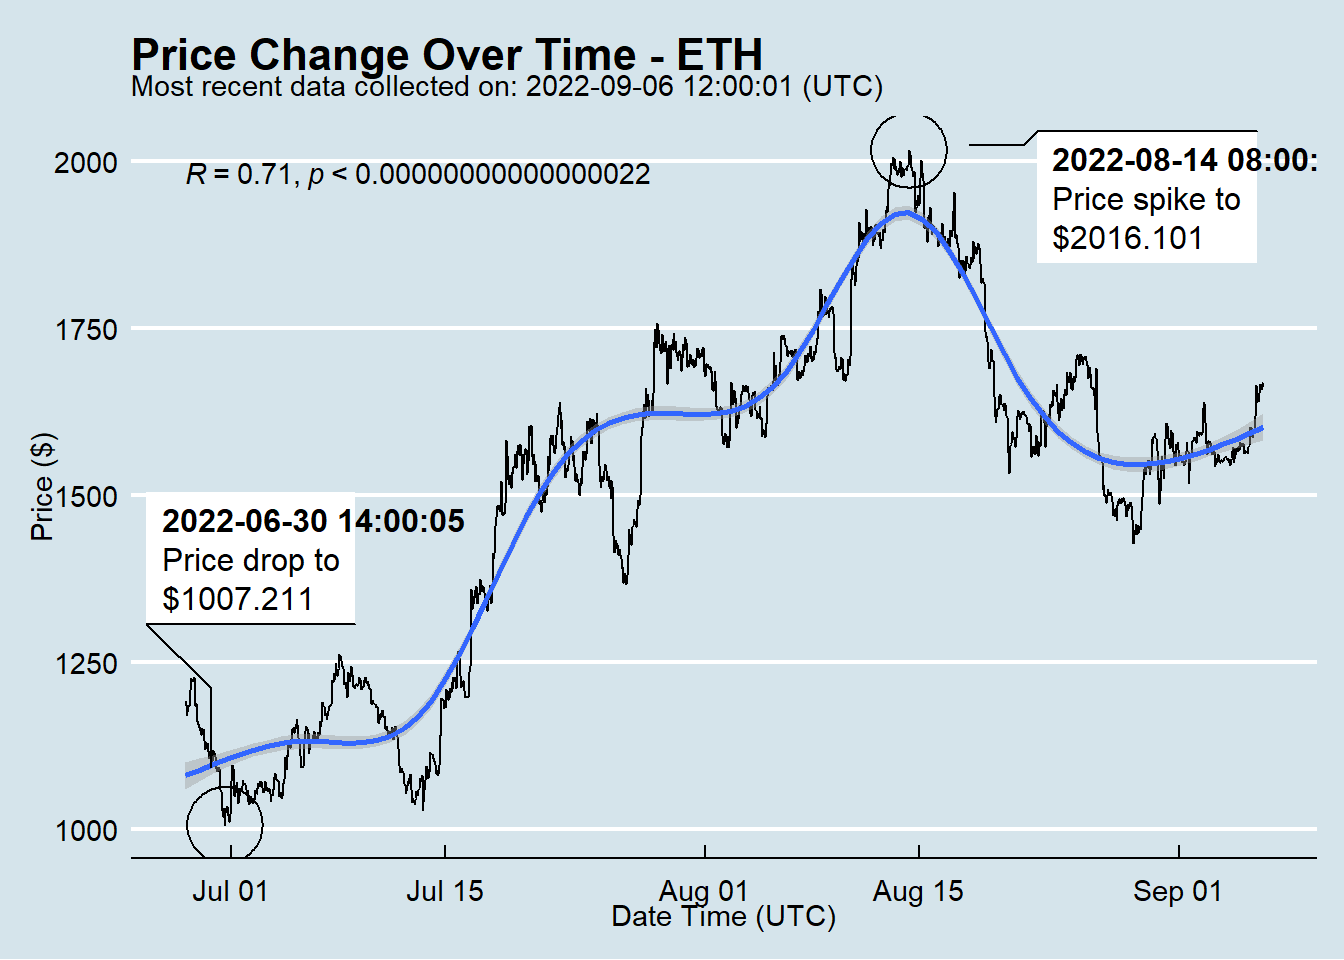 Price Change Over Time - ETH
Most recent data collected on: 2022-09-06 12:00:01 (UTC)
R = 0.71, p < 0.00000000000000022
2022-08-14 08:00:
Price spike to
$2016.101
2022-06-30 14:00:05
Price drop to
$1007.211
Price ($)
2000
1750
1500
1250
1000
Jul 01
Jul 15
Aug 01
Aug 15
Sep 01
Date Time (UTC)